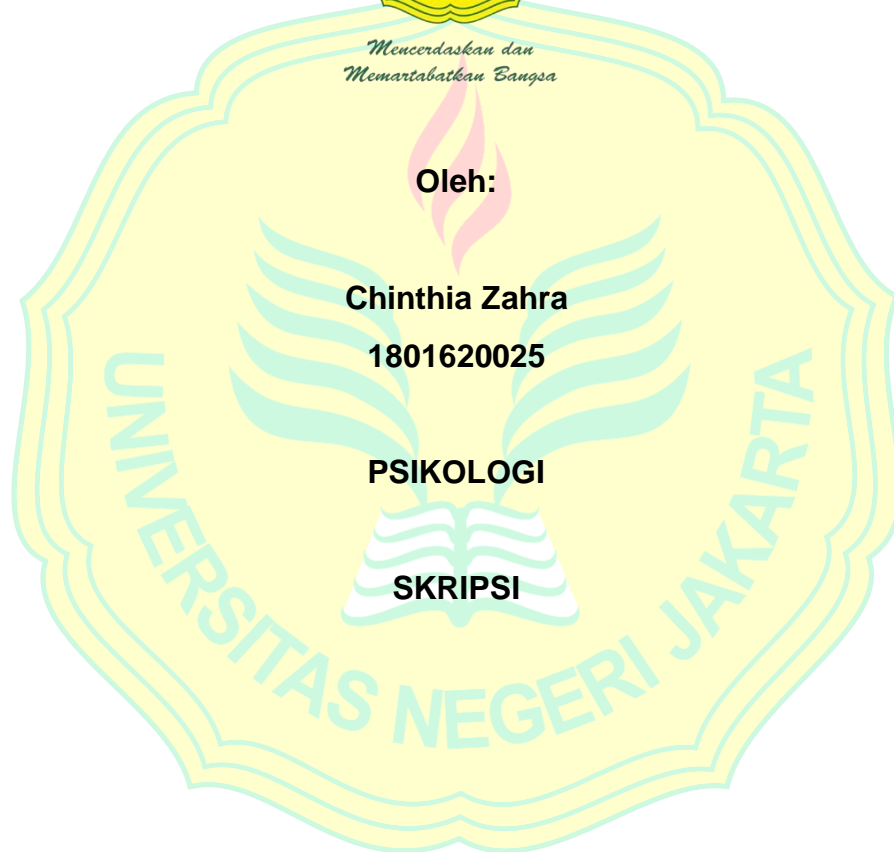 Mencerdaskan dan
Memartabatkan Bangsa
Oleh:
Chinthia Zahra
1801620025
PSIKOLOGI
SKRIPSI
UNIVERSITAS NEGERI JAKARTA